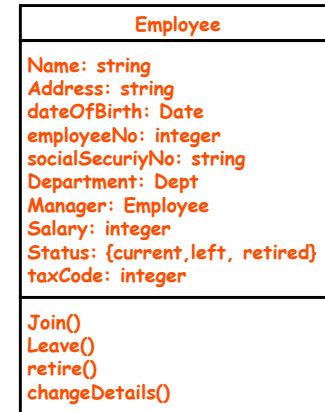 Employee
Name: string
Address: string
dateOfBirth: Date
employeeNo: integer
socialSecuriyNo: string
Department: Dept
Manager: Employee
Salary: integer
Status: {current,left, retired}
taxCode: integer
Join()
Leave()
retire()
changeDetails()